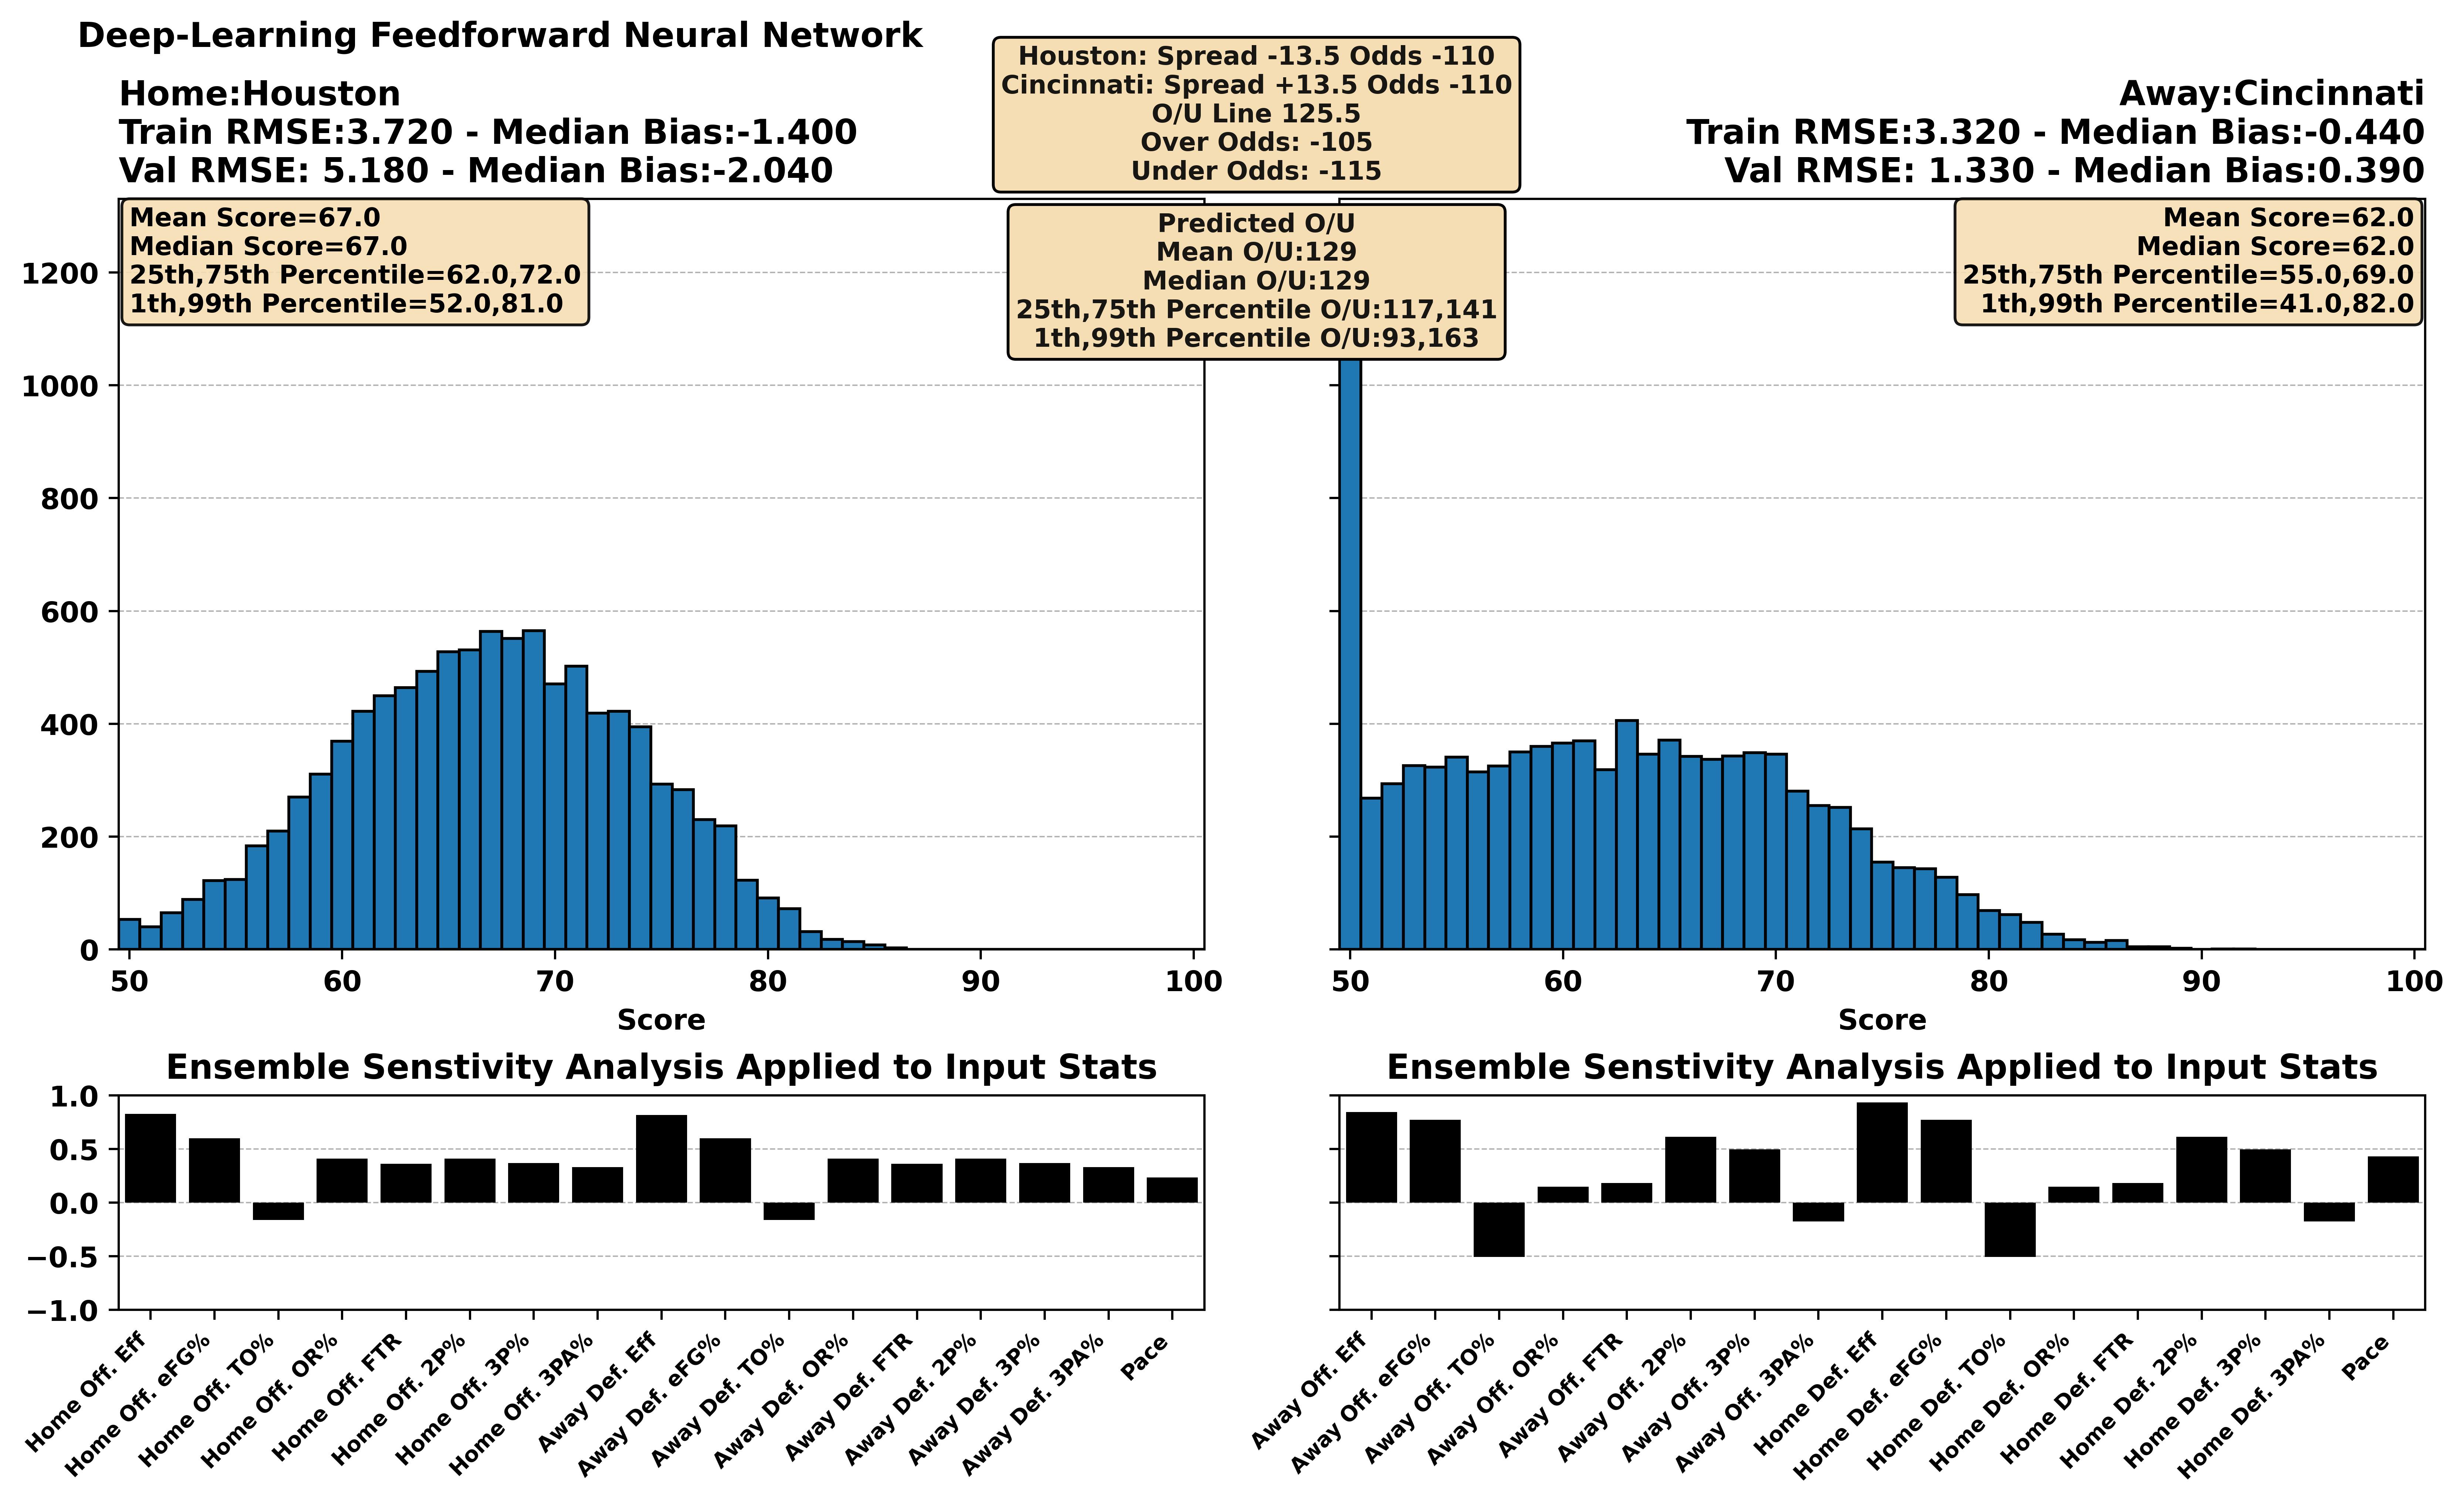 Deep-Learning Feedforward Neural Network
Houston: Spread -13.5 Odds -110
Cincinnati: Spread +13.5 Odds -110
O/U Line 125.5
Over Odds: -105
Under Odds: -115
Home:Houston
Train RMSE:3.720 - Median Bias:-1.400
Val RMSE: 5.180 - Median Bias:-2.040
Away:Cincinnati
Train RMSE:3.320 - Median Bias:-0.440
Val RMSE: 1.330 - Median Bias:0.390
Mean Score=67.0
Median Score=67.0
25th,75th Percentile=62.0,72.0
1th,99th Percentile=52.0,81.0
Predicted O/U
Mean O/U:129
Median O/U:129
25th,75th Percentile O/U:117,141
1th,99th Percentile O/U:93,163
Mean Score=62.0
Median Score=62.0
25th,75th Percentile=55.0,69.0
1th,99th Percentile=41.0,82.0
1200
1000
800
600
400
200
0
50 60 70 80 90 100
Score
50 60 70 80 90 100
Score
Ensemble Senstivity Analysis Applied to Input Stats
1.0
0.5
0.0
−0.5
−1.0
Home Off. Eff
Home Off. eFG%
Home Off. TO%
Home Off. OR%
Home Off. FTR
Home Off. 2P%
Home Off. 3P%
Home Off. 3PA%
Away Def. Eff
Away Def. eFG%
Away Def. TO%
Away Def. OR%
Away Def. FTR
Away Def. 2P%
Away Def. 3P%
Away Def. 3PA%
Pace
Ensemble Senstivity Analysis Applied to Input Stats
Away Off. Eff
Away Off. eFG%
Away Off. TO%
Away Off. OR%
Away Off. FTR
Away Off. 2P%
Away Off. 3P%
Away Off. 3PA%
Home Def. Eff
Home Def. eFG%
Home Def. TO%
Home Def. OR%
Home Def. FTR
Home Def. 2P%
Home Def. 3P%
Home Def. 3PA%
Pace